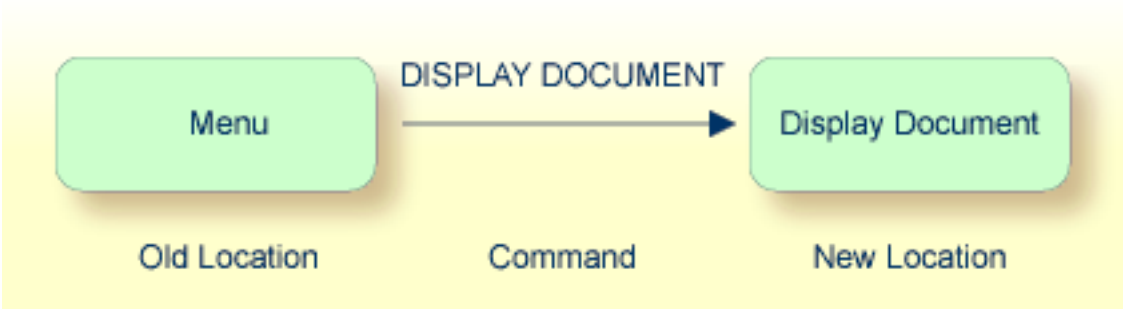 DISPLAY DOCUMENT
Menu
Display Document
Old Location
Command
New Location